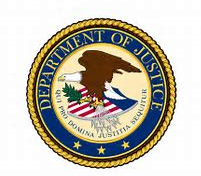 DEPARTMENT OF JUSTICE
QUI PRO DOMINA JUSTITIA SEQUITUR